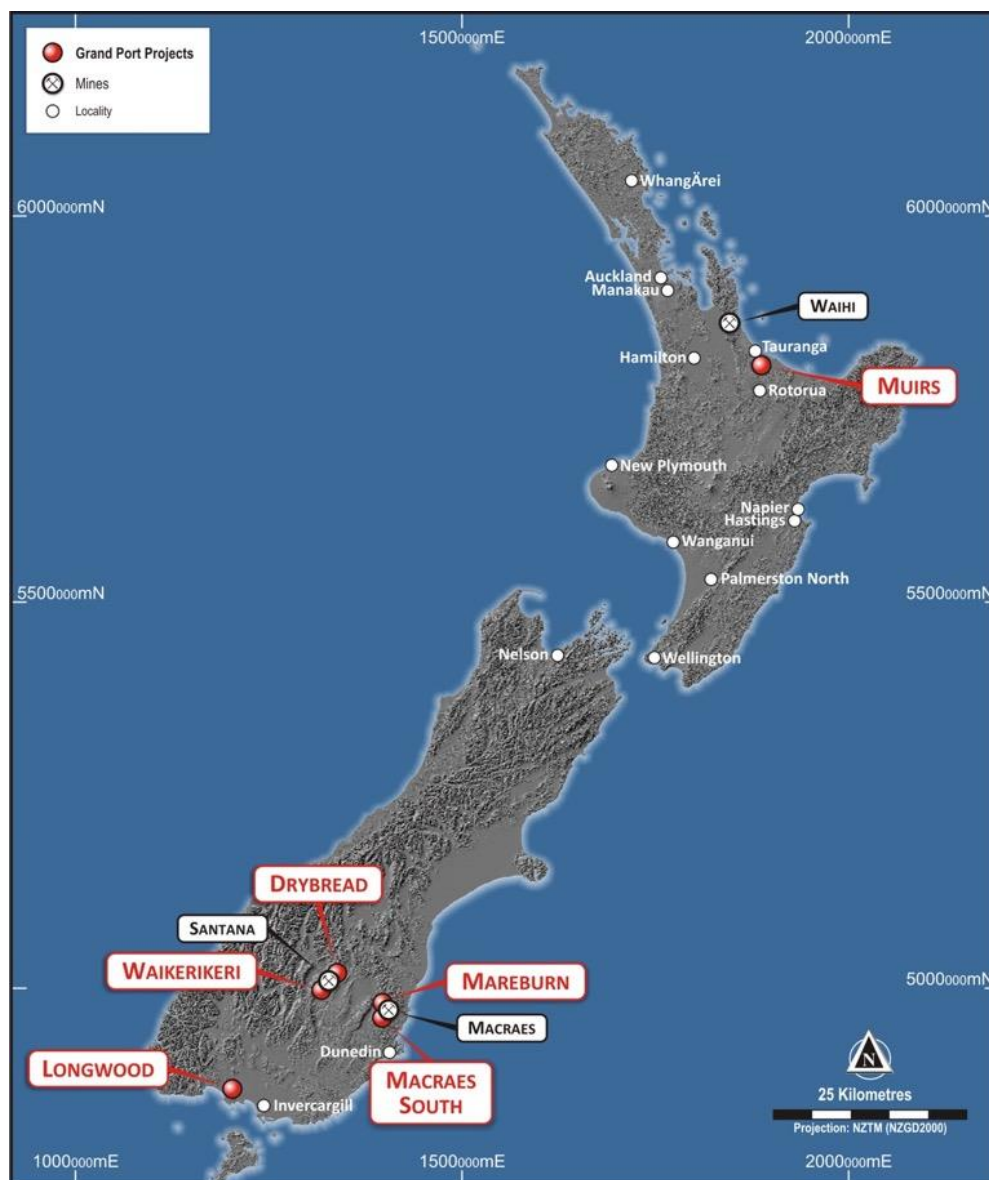 1500000mE
2000000mE
Grand Port Projects
Mines
Locality
WhangÄrei
6000000mN
6000000mN
Auckland
Manakau
WAIHI
Tauranga
Hamilton
MUIRS
Rotorua
New Plymouth
Napier
Hastings
Wanganui
Palmerston North
5500000mN
5500000mN
Nelson
Wellington
DRYBREAD
SANTANA
WAIKERIKERI
MAREBURN
5000000mN
MACRAES
Dunedin
LONGWOOD
MACRAES
SOUTH
Invercargill
N
25 Kilometres
Projection: NZTM (NZGD2000)
1000000mE
1500000mE
2000000mE